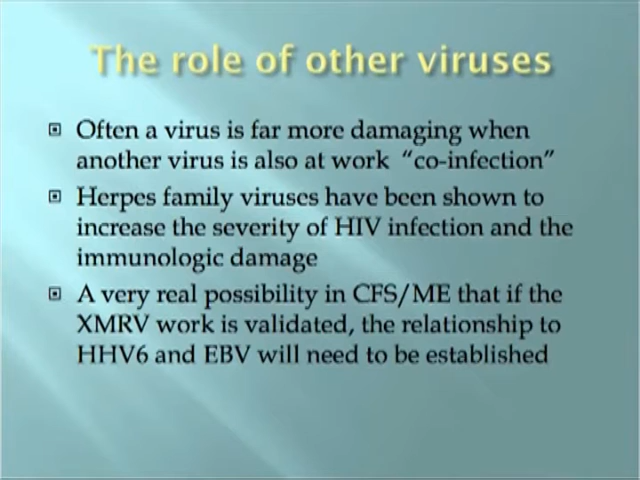 The role of other viruses
Often a virus is far more damaging when
another virus is also at work “co-infection”
Herpes family viruses have been shown to
increase the severity of HIV infection and the
immunologic damage
A very real possibility in CFS/ME that if the
XMRV work is validated, the relationship to
HHV6 and EBV will need to be established